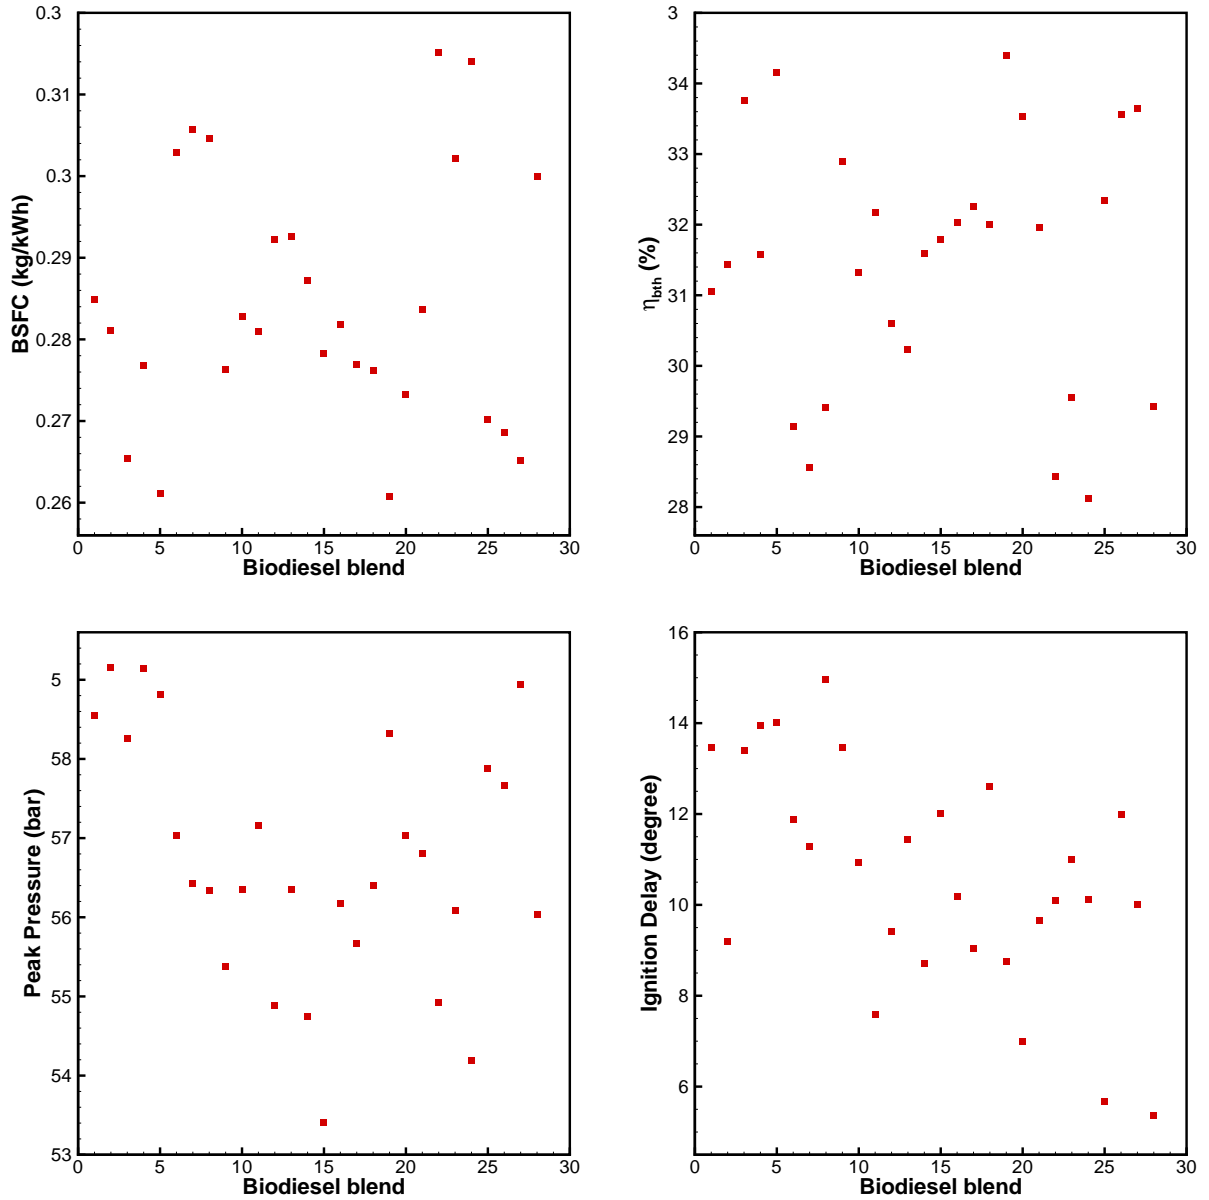 0.3
0.31
0.3
0.29
0.28
0.27
0.26
BSFC (kg/kWh)
0 5 10 15 20 25 30
Biodiesel blend
3
34
33
32
31
30
29
28
ηbth (%)
0 5 10 15 20 25 30
Biodiesel blend
5
58
57
56
55
54
53
Peak Pressure (bar)
0 5 10 15 20 25 30
Biodiesel blend
16
14
12
10
8
6
Ignition Delay (degree)
0 5 10 15 20 25 30
Biodiesel blend